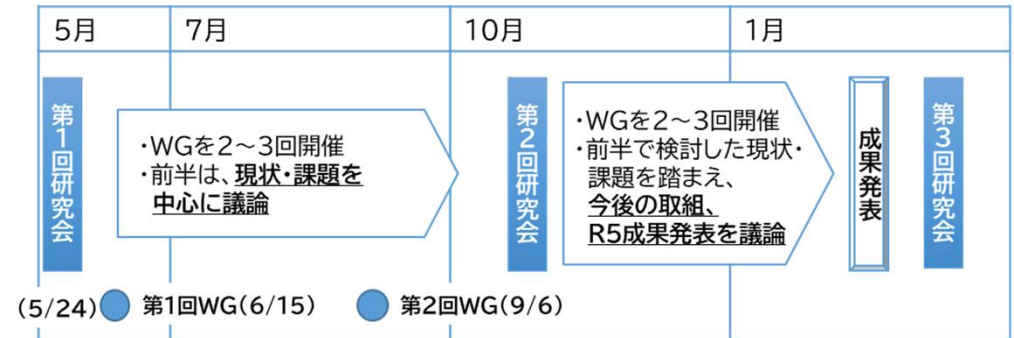 5月
7月
10月
1月
第1回研究会
・WGを2～3回開催
・前半は、現状・課題を
中心に議論
第2回研究会
・WGを2～3回開催
・前半で検討した現状・
課題を踏まえ、
今後の取組、
R5成果発表を議論
成果発表
第3回研究会
(5/24)
第1回WG(6/15)
第2回WG(9/6)